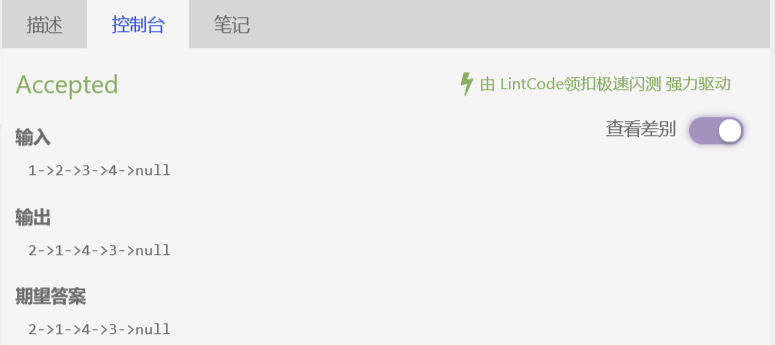 描述 控制台 笔记
Accepted 由 LintCode领扣极速闪测 强力驱动
查看差别
输入
1->2->3->4->null
输出
2->1->4->3->null
期望答案
2->1->4->3->null